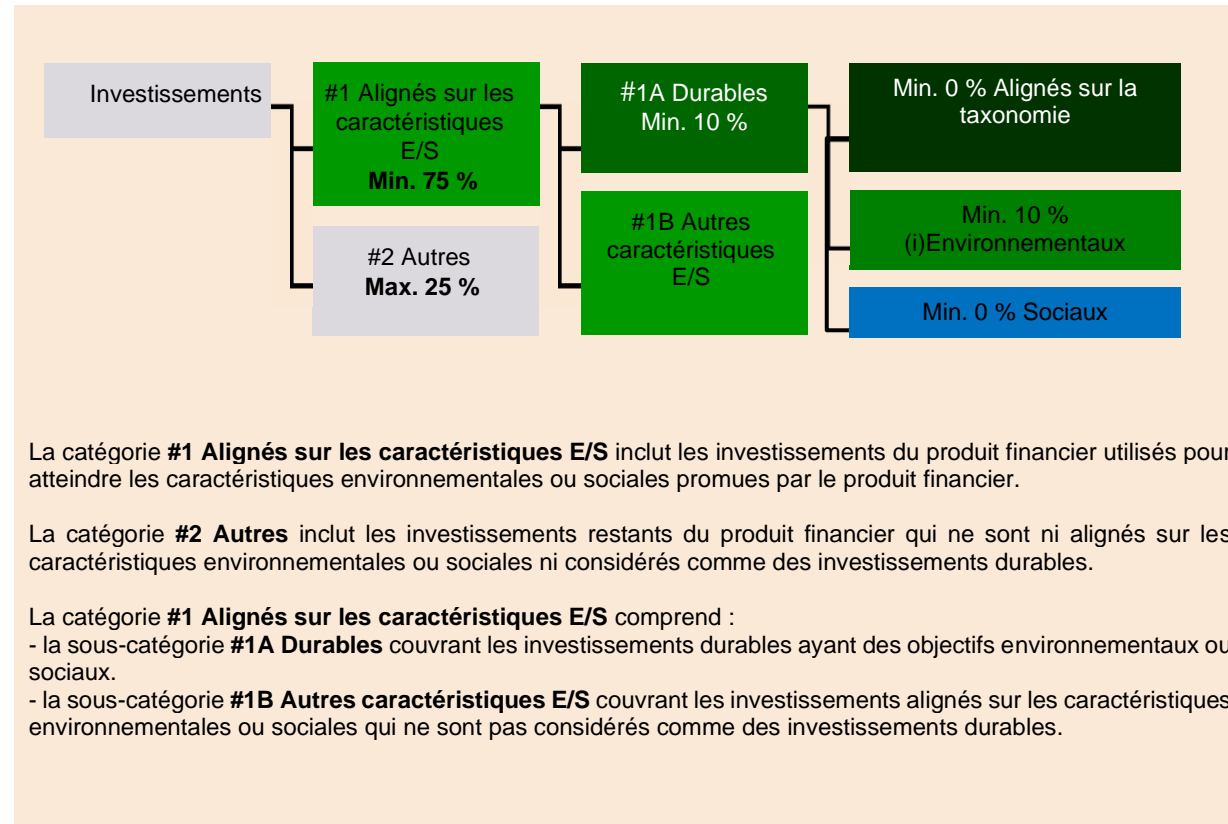 Investissements
#1 Alignés sur les
caractéristiques
E/S
Min. 75 %
#2 Autres
Max. 25 %
#1A Durables
Min. 10 %
#1B Autres
caractéristiques
E/S
Min. 0 % Alignés sur la
taxonomie
Min. 10 %
(i)Environnementaux
Min. 0 % Sociaux
La catégorie #1 Alignés sur les caractéristiques E/S inclut les investissements du produit financier utilisés pour
atteindre les caractéristiques environnementales ou sociales promues par le produit financier.
La catégorie #2 Autres inclut les investissements restants du produit financier qui ne sont ni alignés sur les
caractéristiques environnementales ou sociales ni considérés comme des investissements durables.
La catégorie #1 Alignés sur les caractéristiques E/S comprend :
- la sous-catégorie #1A Durables couvrant les investissements durables ayant des objectifs environnementaux ou
sociaux.
- la sous-catégorie #1B Autres caractéristiques E/S couvrant les investissements alignés sur les caractéristiques
environnementales ou sociales qui ne sont pas considérés comme des investissements durables.